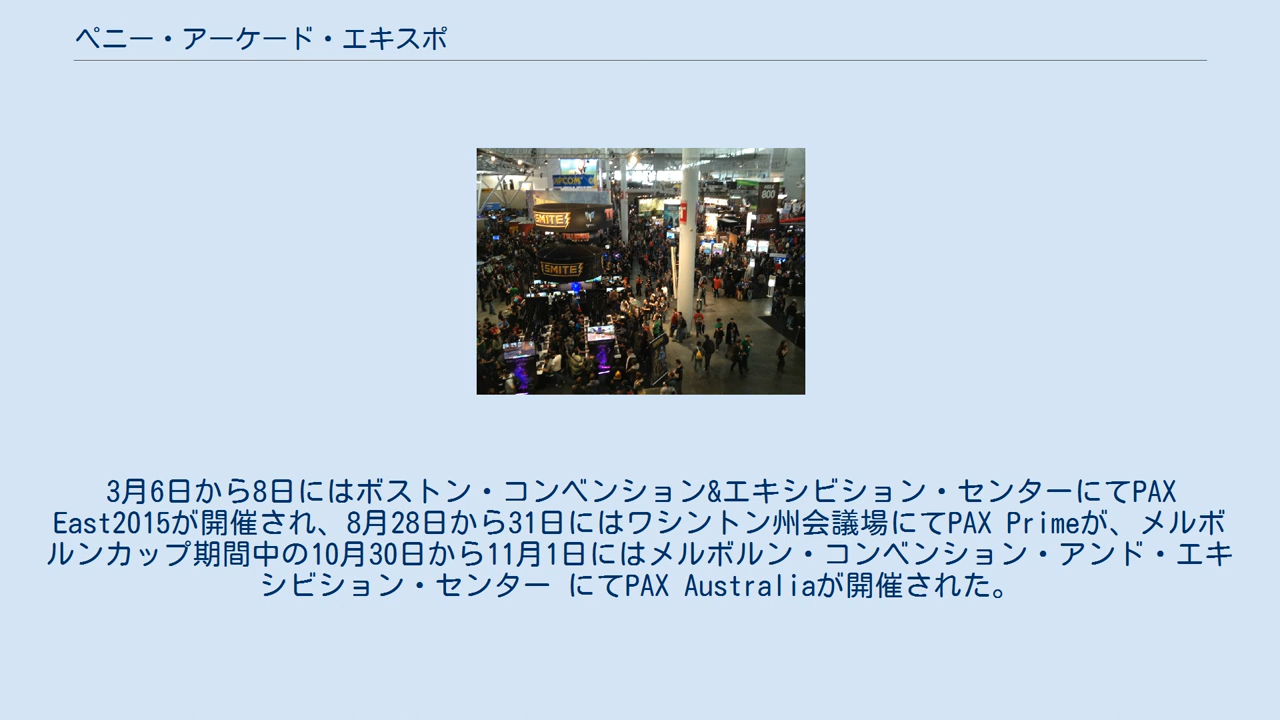 ペニー・アーケード・エキスポ
CAPCOM
SMITE
SMITE
800
3月6日から8日にはボストン・コンベンション&エキシビション・センターにてPAX
East2015が開催され、8月28日から31日にはワシントン州会議場にてPAX Primeが、メルボ
ルンカップ期間中の10月30日から11月1日にはメルボルン・コンベンション・アンド・エキ
シビション・センター にてPAX Australiaが開催された。